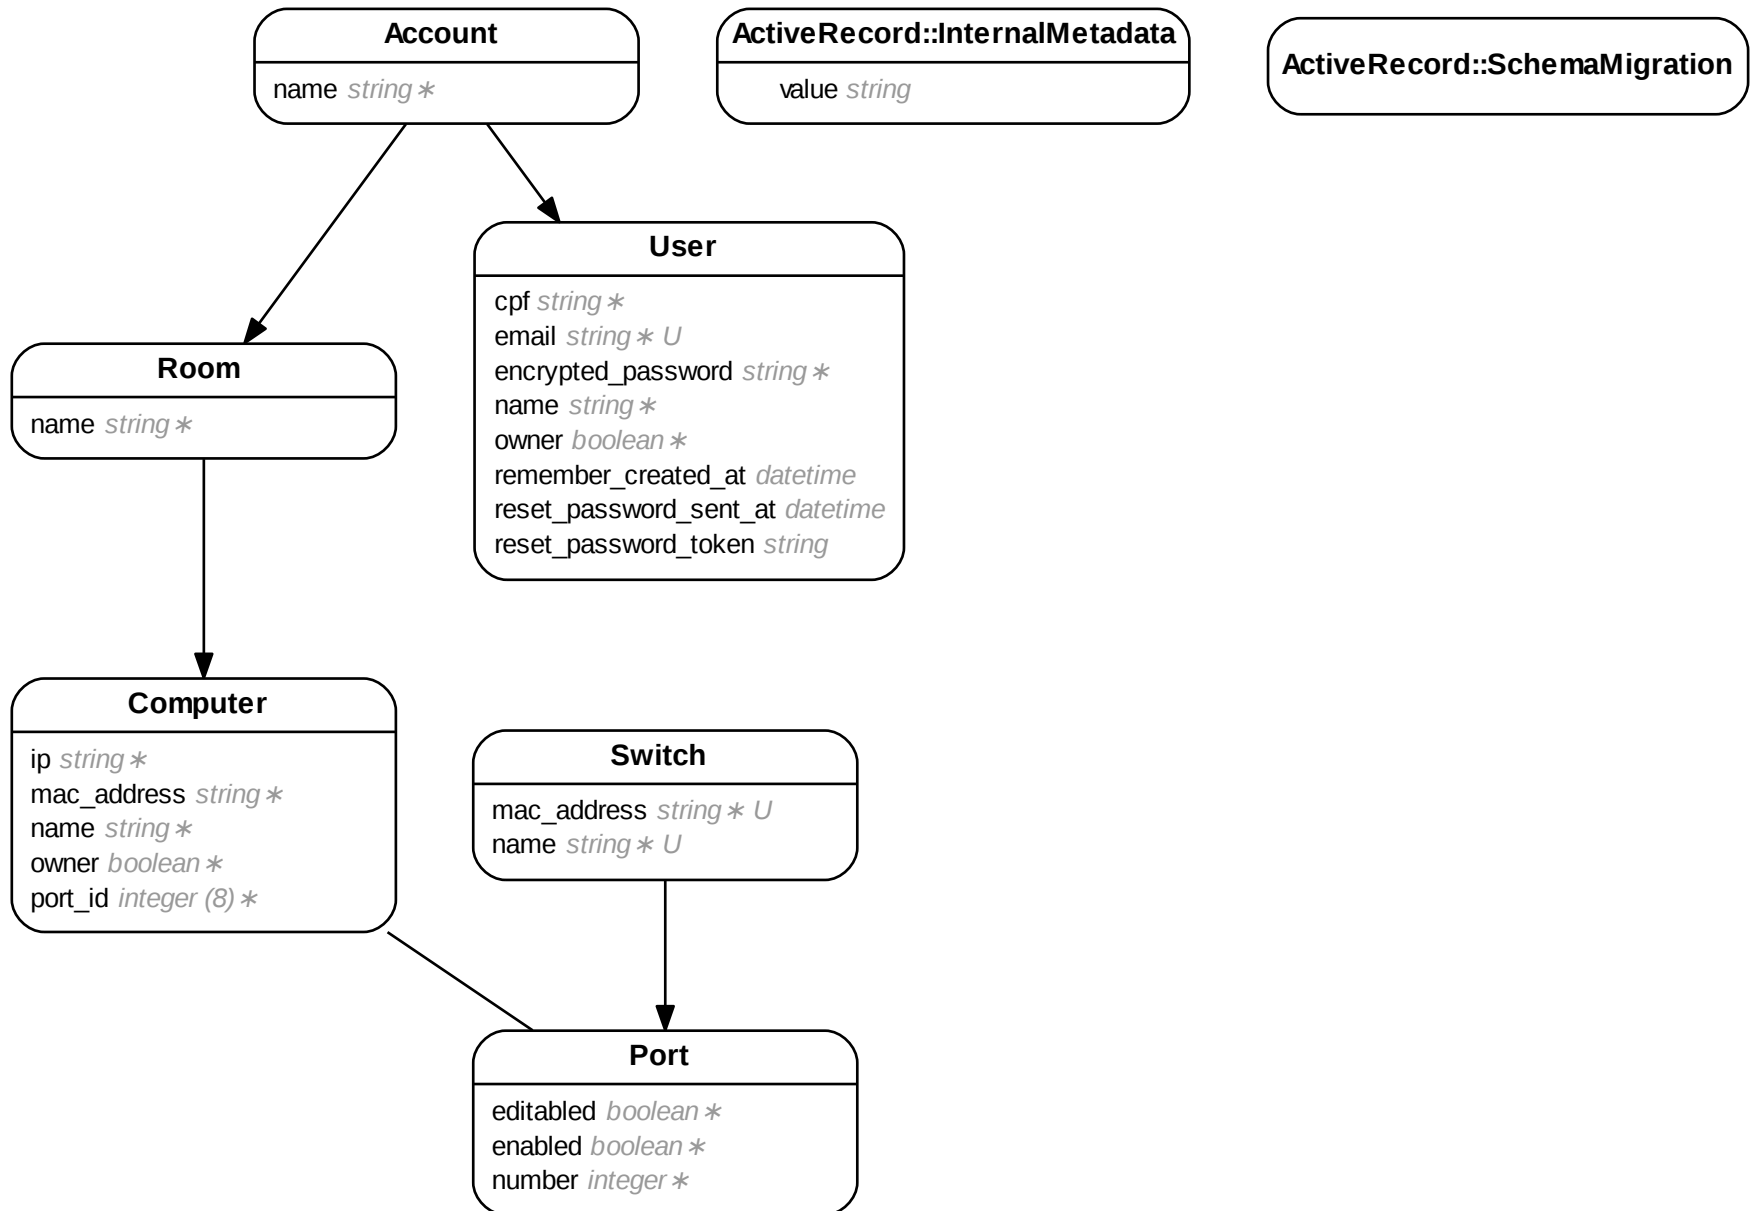 Account
name string∗
ActiveRecord::InternalMetadata
value string
ActiveRecord::SchemaMigration
User
cpf string∗
email string∗ U
encrypted_password string∗
name string∗
owner boolean∗
remember_created_at datetime
reset_password_sent_at datetime
reset_password_token string
Room
name string∗
Computer
ip string∗
mac_address string∗
name string∗
owner boolean∗
port_id integer (8)∗
Switch
mac_address string∗ U
name string∗ U
Port
editabled boolean∗
enabled boolean∗
number integer∗